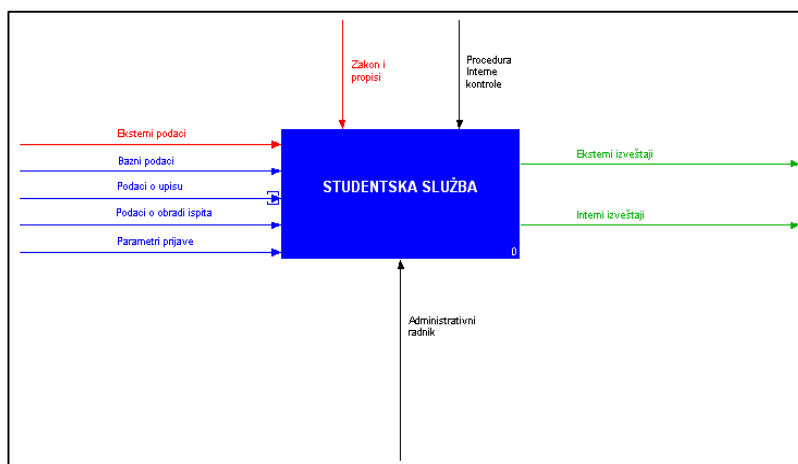 Zakon i
propisi
Procedura
Interne
kontrole
Eksterni podaci
Bazni podaci
Podaci o upisu
Podaci o obradi ispita
Parametri prijave
STUDENTSKA SLUŽBA
0
Eksterni izveštaji
Interni izveštaji
Administrativni
radnik